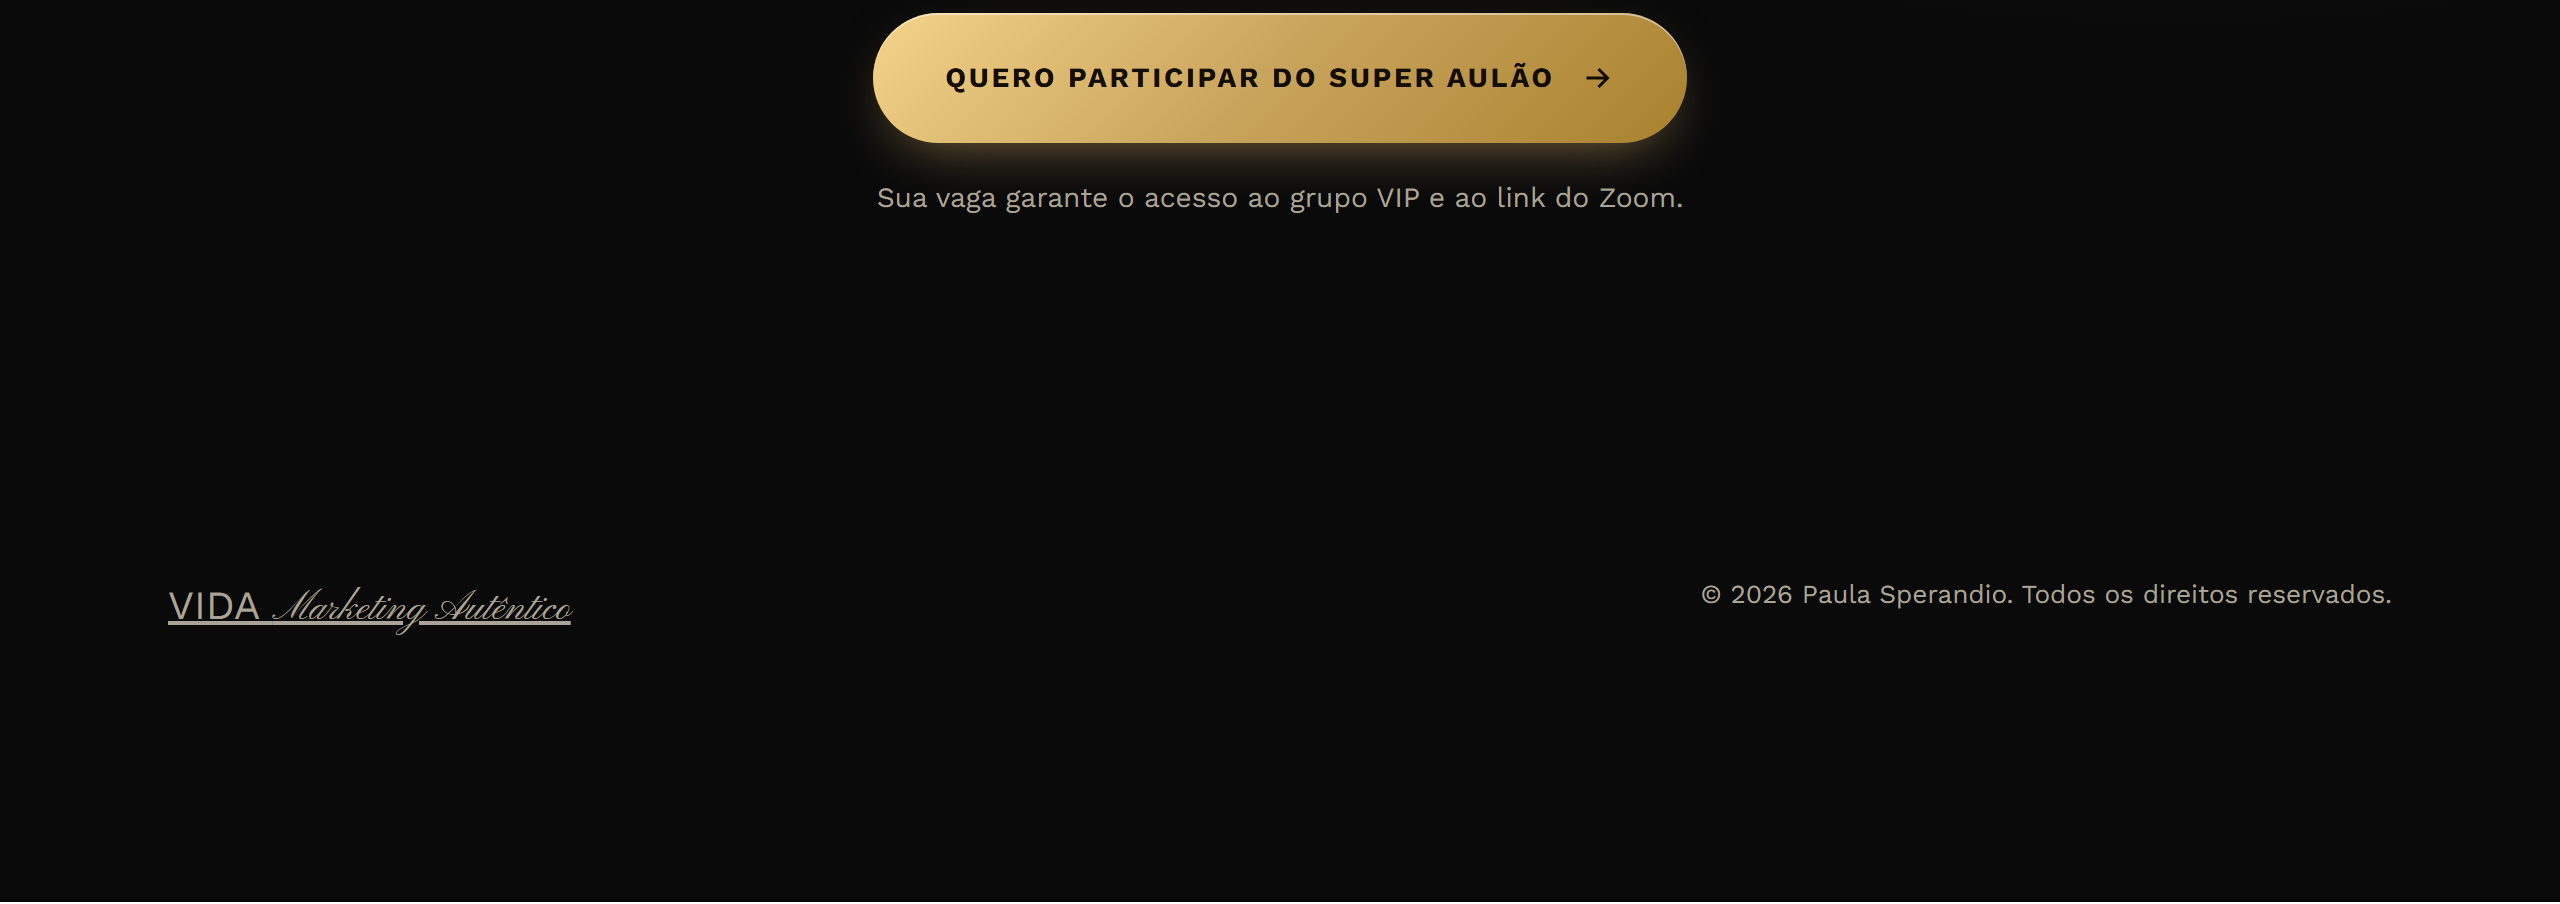 QUERO PARTICIPAR DO SUPER AULÃO →
Sua vaga garante o acesso ao grupo VIP e ao link do Zoom.
VIDA Marketing Autêntico
© 2026 Paula Sperandio. Todos os direitos reservados.